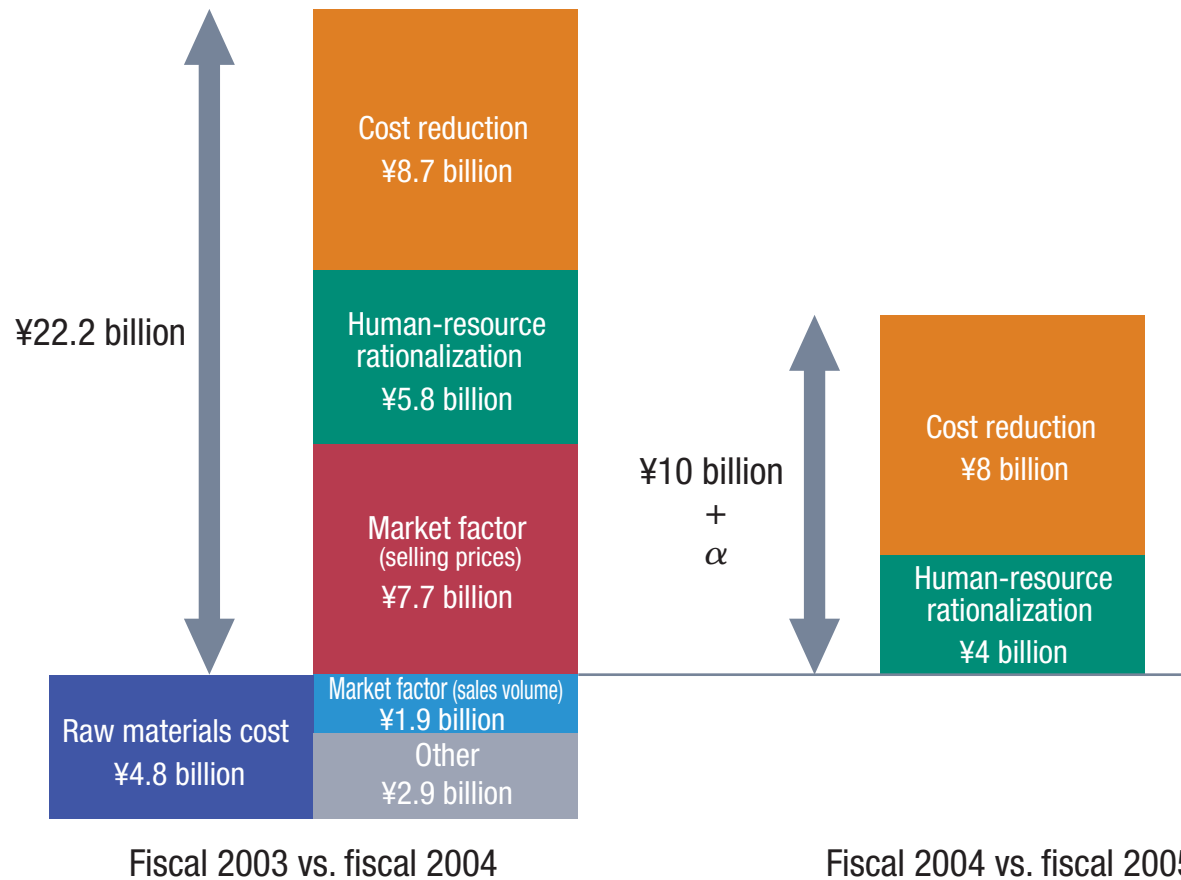 Cost reduction
¥8.7 billion
Human-resource
rationalization
¥5.8 billion
¥22.2 billion
Market factor
(selling prices)
¥7.7 billion
Market factor (sales volume)
¥1.9 billion
Raw materials cost
¥4.8 billion
Other
¥2.9 billion
Fiscal 2003 vs. fiscal 2004
¥10 billion
+
α
Cost reduction
¥8 billion
Human-resource
rationalization
¥4 billion
Fiscal 2004 vs. fiscal 2005